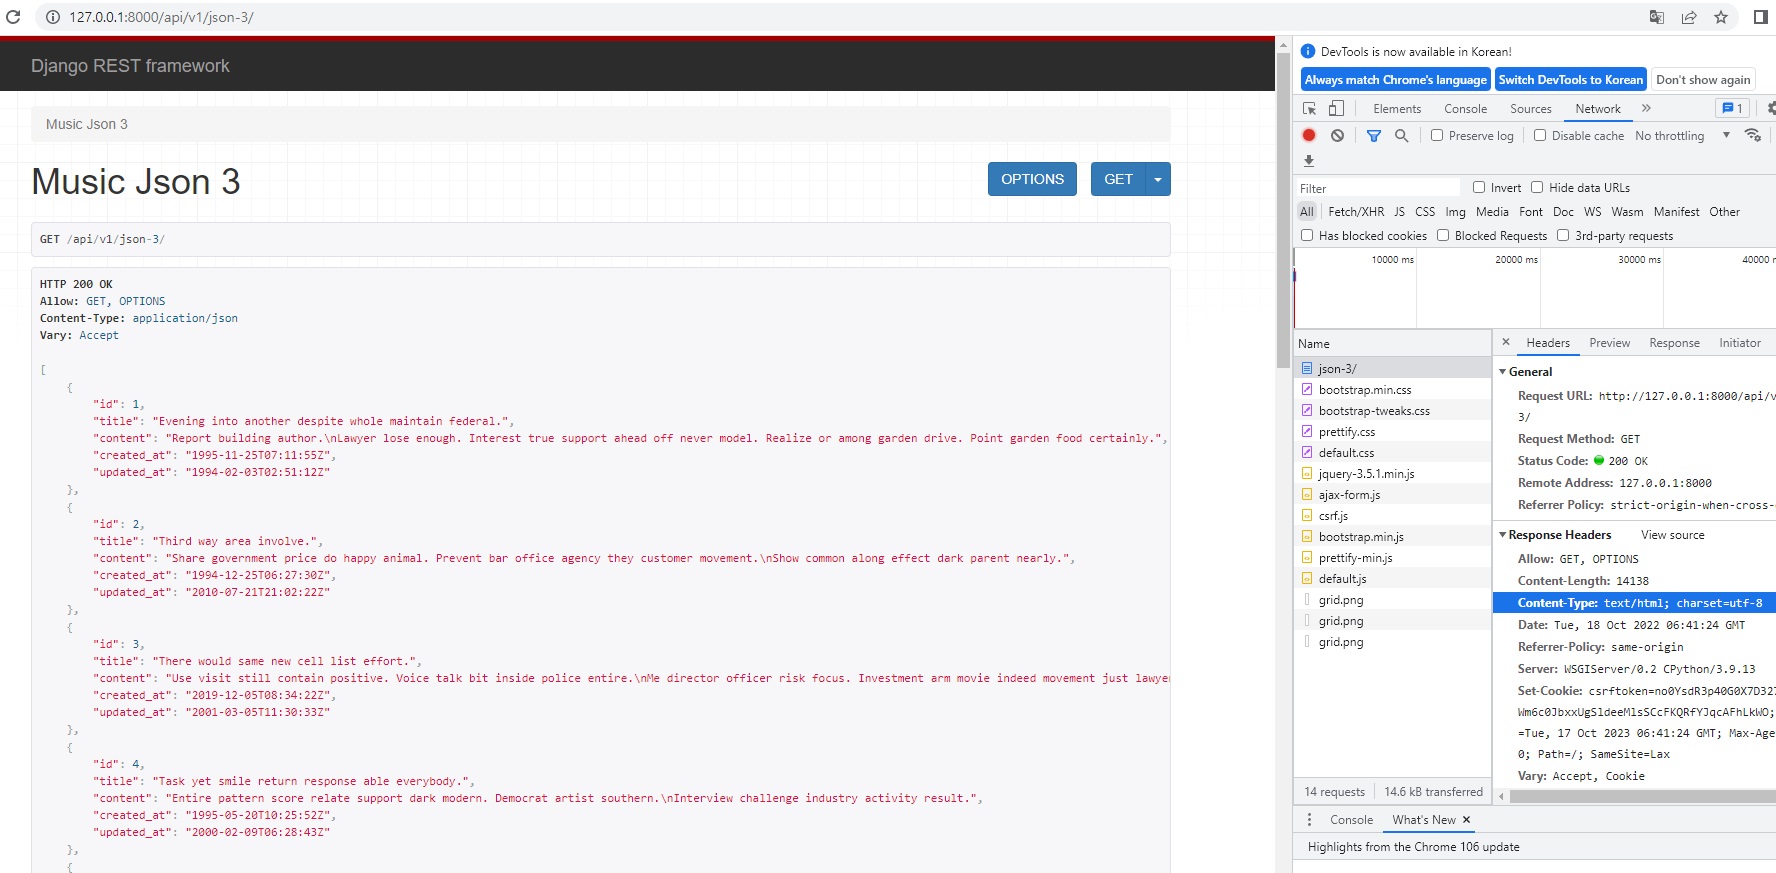 127.0.0.1:8000/api/v1/json-3/
Django REST framework
Music Json 3
Music Json 3
OPTIONS
GET
GET /api/v1/json-3/
HTTP 200 OK
Allow: GET, OPTIONS
Content-Type: application/json
Vary: Accept
[
{
"id": 1,
"title": "Evening into another despite whole maintain federal.",
"content": "Report building author.\nLawyer lose enough. Interest true support ahead off never model. Realize or among garden drive. Point garden food certainly.",
"created_at": "1995-11-25T07:11:55Z",
"updated_at": "1994-02-03T02:51:12Z"
},
{
"id": 2,
"title": "Third way area involve.",
"content": "Share government price do happy animal. Prevent bar office agency they customer movement.\nShow common along effect dark parent nearly.",
"created_at": "1994-12-25T06:27:30Z",
"updated_at": "2010-07-21T21:02:22Z"
},
{
"id": 3,
"title": "There would same new cell list effort.",
"content": "Use visit still contain positive. Voice talk bit inside police entire.\nMe director officer risk focus. Investment arm movie indeed movement just lawyer
"created_at": "2019-12-05T08:34:22Z",
"updated_at": "2001-03-05T11:30:33Z"
},
{
"id": 4,
"title": "Task yet smile return response able everybody.",
"content": "Entire pattern score relate support dark modern. Democrat artist southern.\nInterview challenge industry activity result.",
"created_at": "1995-05-20T10:25:52Z",
"updated_at": "2000-02-09T06:28:43Z"
},
{
DevTools is now available in Korean!
Always match Chrome's language
Switch DevTools to Korean
Don't show again
Elements
Console
Sources
Network
1
Preserve log
Disable cache
No throttling
Filter
Invert
Hide data URLs
All
Fetch/XHR
JS
CSS
Img
Media
Font
Doc
WS
Wasm
Manifest
Other
Has blocked cookies
Blocked Requests
3rd-party requests
10000 ms
20000 ms
30000 ms
40000 m
Name
json-3/
bootstrap.min.css
bootstrap-tweaks.css
prettify.css
default.css
jquery-3.5.1.min.js
ajax-form.js
csrf.js
bootstrap.min.js
prettify-min.js
default.js
grid.png
grid.png
grid.png
14 requests
14.6 kB transferred
Headers
Preview
Response
Initiator
General
Request URL: http://127.0.0.1:8000/api/v
3/
Request Method: GET
Status Code: 200 OK
Remote Address: 127.0.0.1:8000
Referrer Policy: strict-origin-when-cross-
Response Headers
View source
Allow: GET, OPTIONS
Content-Length: 14138
Content-Type: text/html; charset=utf-8
Date: Tue, 18 Oct 2022 06:41:24 GMT
Referrer-Policy: same-origin
Server: WSGIServer/0.2 CPython/3.9.13
Set-Cookie: csrftoken=no0YsdR3p40G0X7D327
Wm6c0JbxxUgSldeeMlsSCcFKQRfYJqcAFhLkWO;
=Tue, 17 Oct 2023 06:41:24 GMT; Max-Age
0; Path=/; SameSite=Lax
Vary: Accept, Cookie
Console
What's New
Highlights from the Chrome 106 update